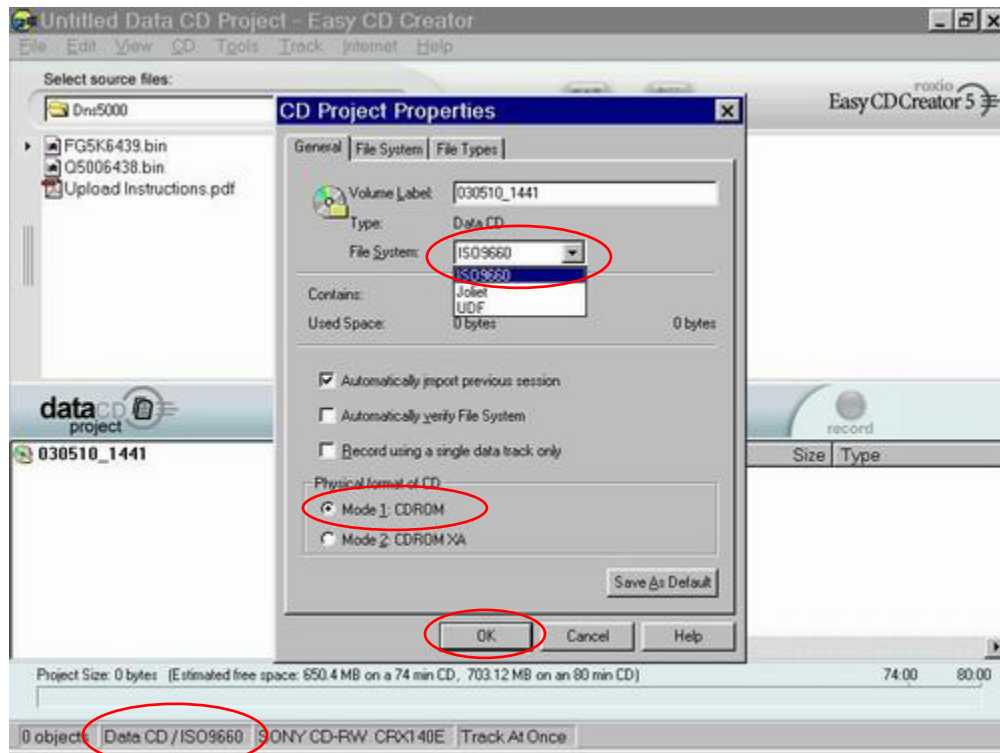 Untitled Data CD Project - Easy CD Creator
File Edit View CD Tools Track Internet Help
Select source files:
Dns5000
roxio
Easy CD Creator 5
FG5K6439.bin
Q5006438.bin
Upload Instructions.pdf
CD Project Properties
General File System File Types
Volume Label: 030510_1441
Type: Data CD
File System: ISO9660
ISO9660
Joliet
UDF
Contains:
Used Space: 0 bytes 0 bytes
Automatically import previous session
Automatically verify File System
Record using a single data track only
Physical format of CD
Mode 1: CDROM
Mode 2: CDROM XA
Save As Default
OK Cancel Help
datacd
project
record
030510_1441
Size Type
Project Size: 0 bytes (Estimated free space: 650.4 MB on a 74 min CD, 703.12 MB on an 80 min CD) 74:00 80:00
0 objects Data CD / ISO9660 SONY CD-RW CRX140E Track At Once